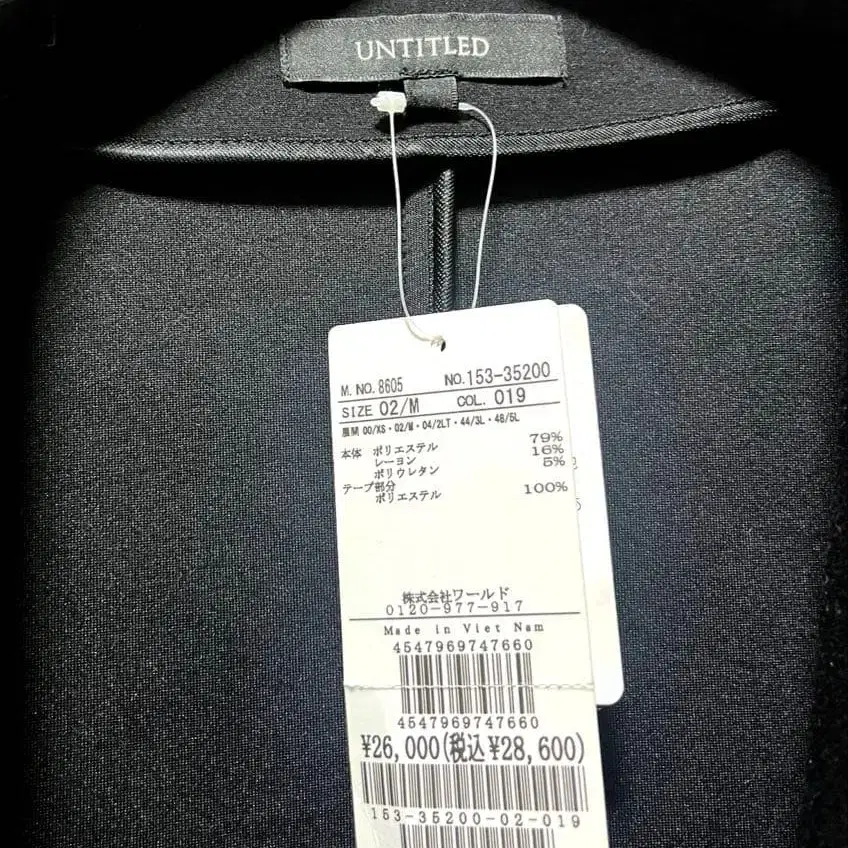 UNTITLED
M. NO. 8605 NO. 153-35200
SIZE 02/M COL. 019
展開 00/XS・02/M・04/2LT・44/3L・48/5L
本体 ポリエステル 79%
レーヨン 16%
ポリウレタン 5%
テープ部分
ポリエステル 100%
株式会社ワールド
0120-977-917
Made in Viet Nam
4547969747660
4547969747660
¥26,000(税込¥28,600)
153-35200-02-019